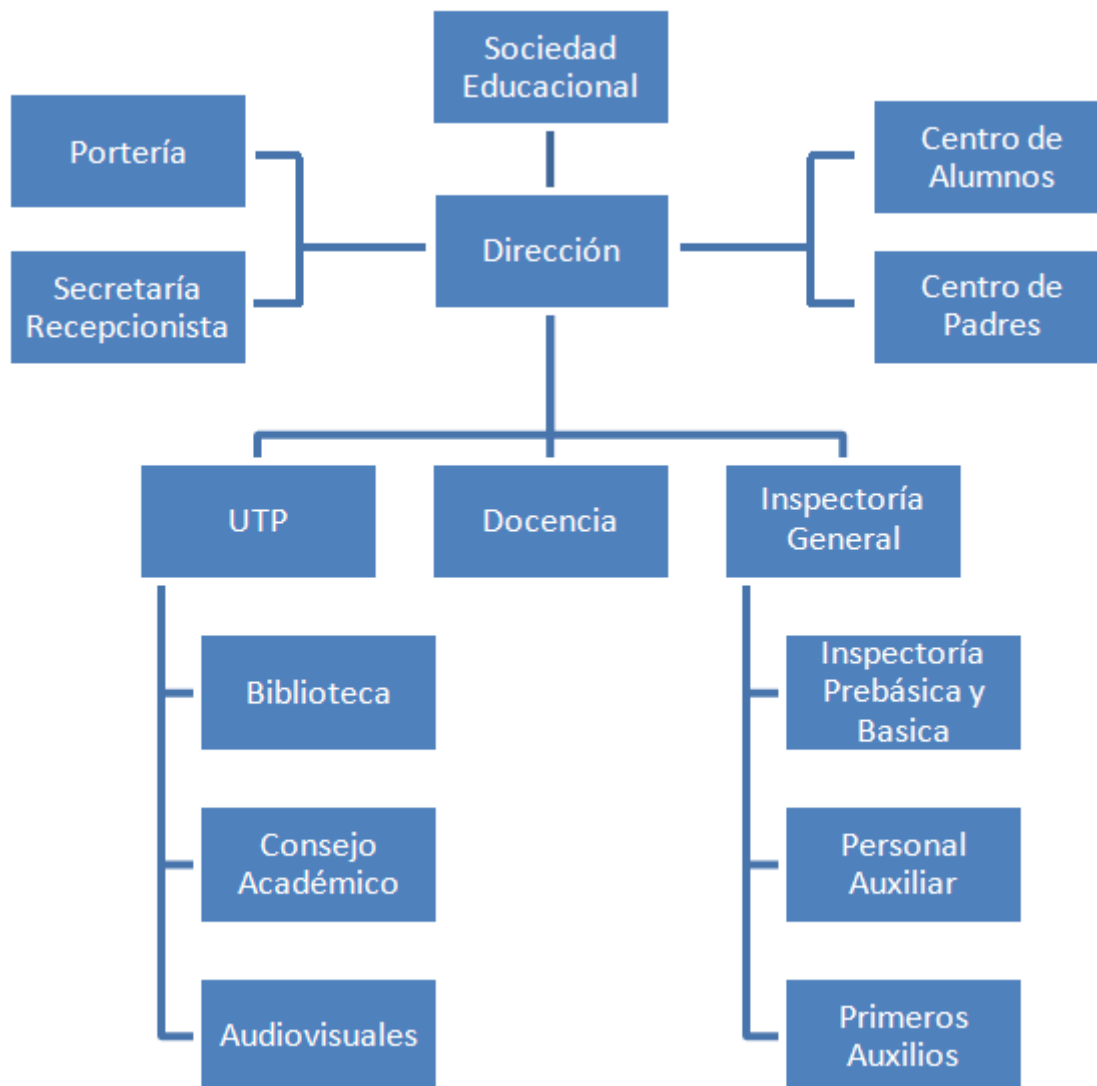 Sociedad
Educacional
Portería
Centro de
Alumnos
Dirección
Secretaría
Recepcionista
Centro de
Padres
UTP
Docencia
Inspectoría
General
Biblioteca
Inspectoría
Prebásica y
Basica
Consejo
Académico
Personal
Auxiliar
Audiovisuales
Primeros
Auxilios